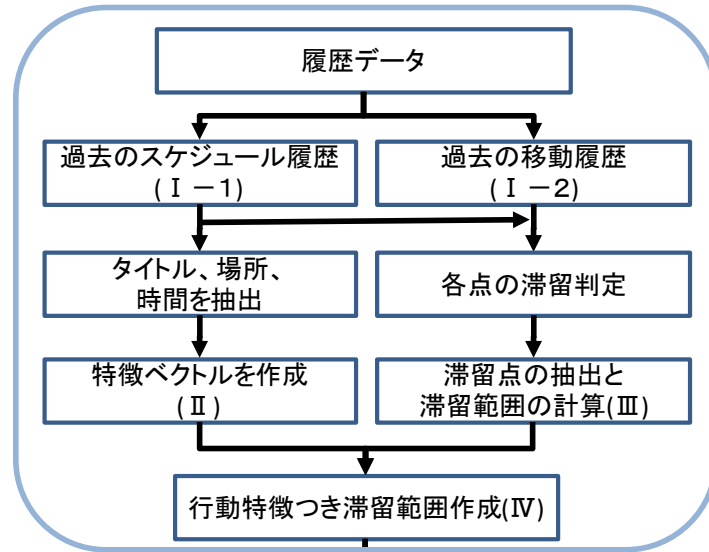 履歴データ
過去のスケジュール履歴
(Ⅰ－1)
過去の移動履歴
(Ⅰ－2)
タイトル、場所、
時間を抽出
各点の滞留判定
特徴ベクトルを作成
(Ⅱ)
滞留点の抽出と
滞留範囲の計算(Ⅲ)
行動特徴つき滞留範囲作成(Ⅳ)